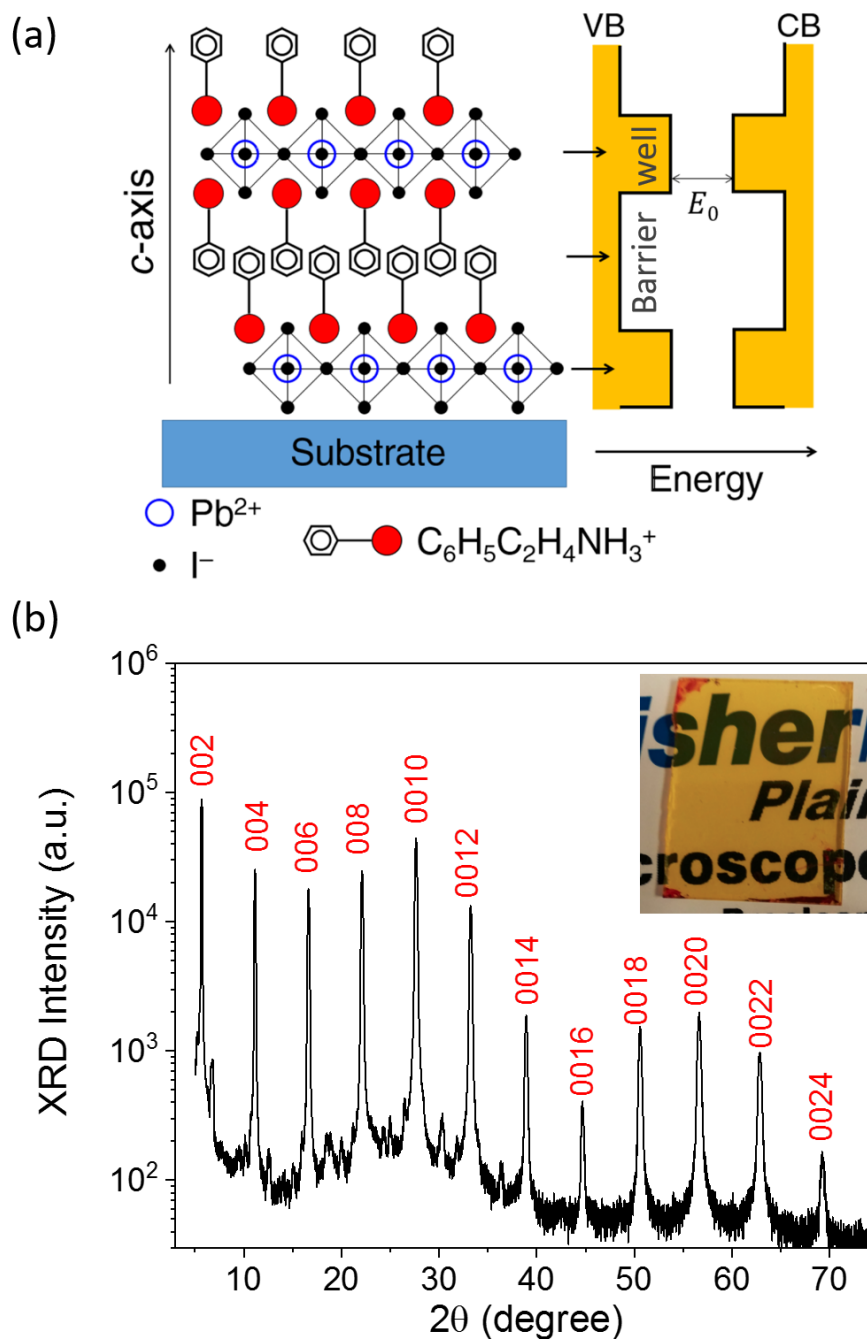 (a)
VB
CB
c-axis
well
E₀
Barrier
Substrate
Energy
Pb²⁺
I⁻
C₆H₅C₂H₄NH₃⁺
(b)
XRD Intensity (a.u.)
10⁶
10⁵
10⁴
10³
10²
002
004
006
008
0010
0012
0014
0016
0018
0020
0022
0024
isher
Plai
croscop
10
20
30
40
50
60
70
2θ (degree)